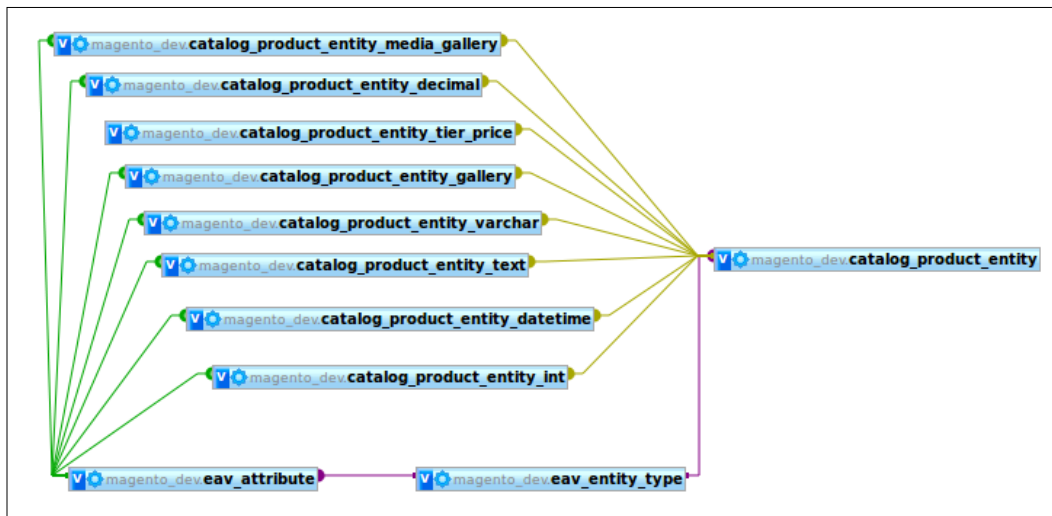 V magento_dev.catalog_product_entity_media_gallery
V magento_dev.catalog_product_entity_decimal
V magento_dev.catalog_product_entity_tier_price
V magento_dev.catalog_product_entity_gallery
V magento_dev.catalog_product_entity_varchar
V magento_dev.catalog_product_entity
V magento_dev.catalog_product_entity_text
V magento_dev.catalog_product_entity_datetime
V magento_dev.catalog_product_entity_int
V magento_dev.eav_attribute
V magento_dev.eav_entity_type